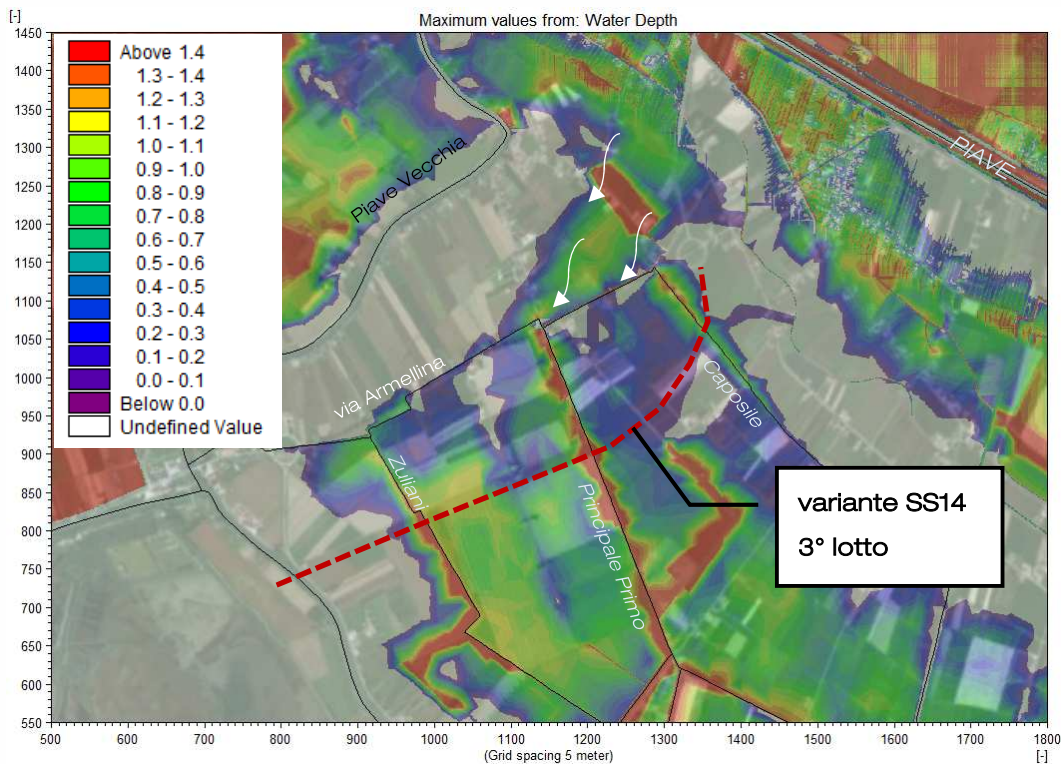 [-]
Maximum values from: Water Depth
1450
1400
1350
1300
1250
1200
1150
1100
1050
1000
950
900
850
800
750
700
650
600
550
Above 1.4
1.3 - 1.4
1.2 - 1.3
1.1 - 1.2
1.0 - 1.1
0.9 - 1.0
0.8 - 0.9
0.7 - 0.8
0.6 - 0.7
0.5 - 0.6
0.4 - 0.5
0.3 - 0.4
0.2 - 0.3
0.1 - 0.2
0.0 - 0.1
Below 0.0
Undefined Value
Piave Vecchia
PIAVE
via Armellina
Caposile
Zuliani
Principale Primo
variante SS14
3° lotto
500 600 700 800 900 1000 1100 1200 1300 1400 1500 1600 1700 1800
(Grid spacing 5 meter)
[-]